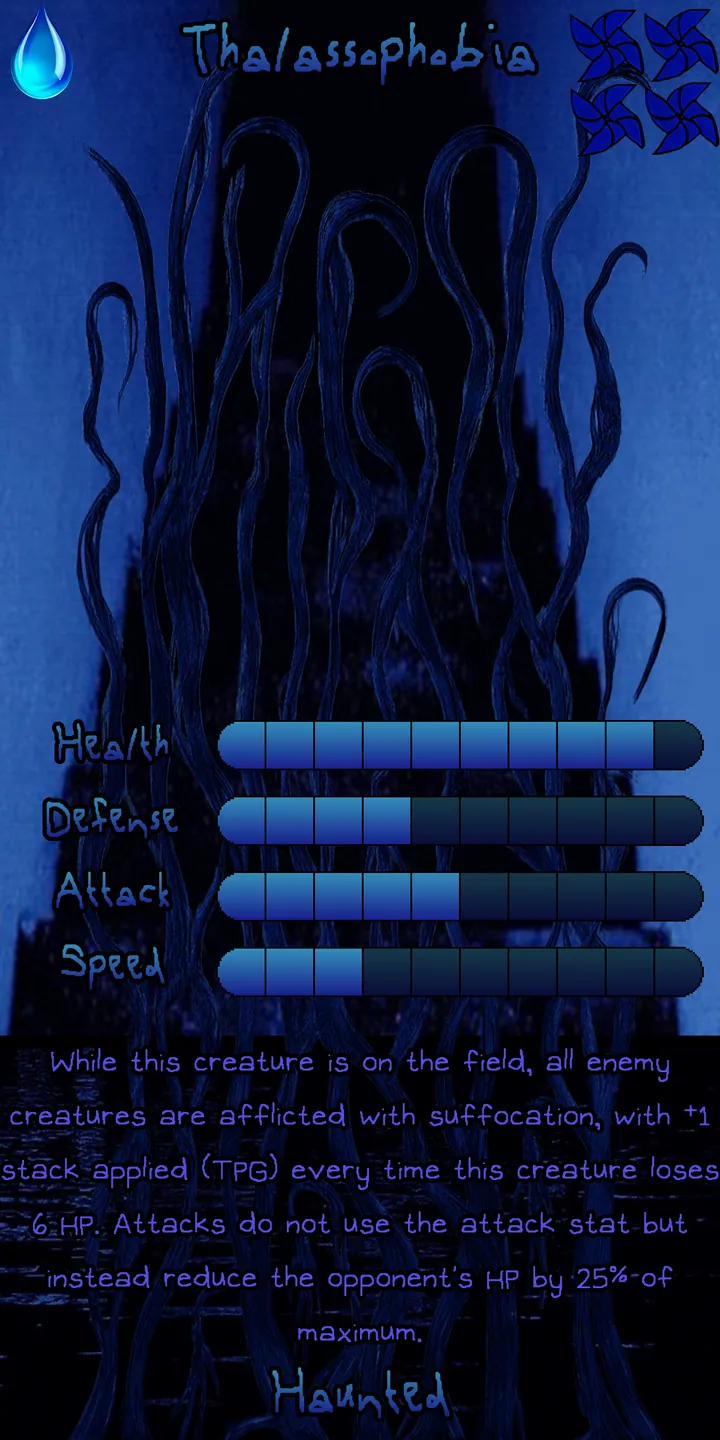 Thalassophobia
Health
Defense
Attack
Speed
While this creature is on the field, all enemy
creatures are afflicted with suffocation, with +1
stack applied (TPG) every time this creature loses
6 HP. Attacks do not use the attack stat but
instead reduce the opponent's HP by 25% of
maximum.
Haunted